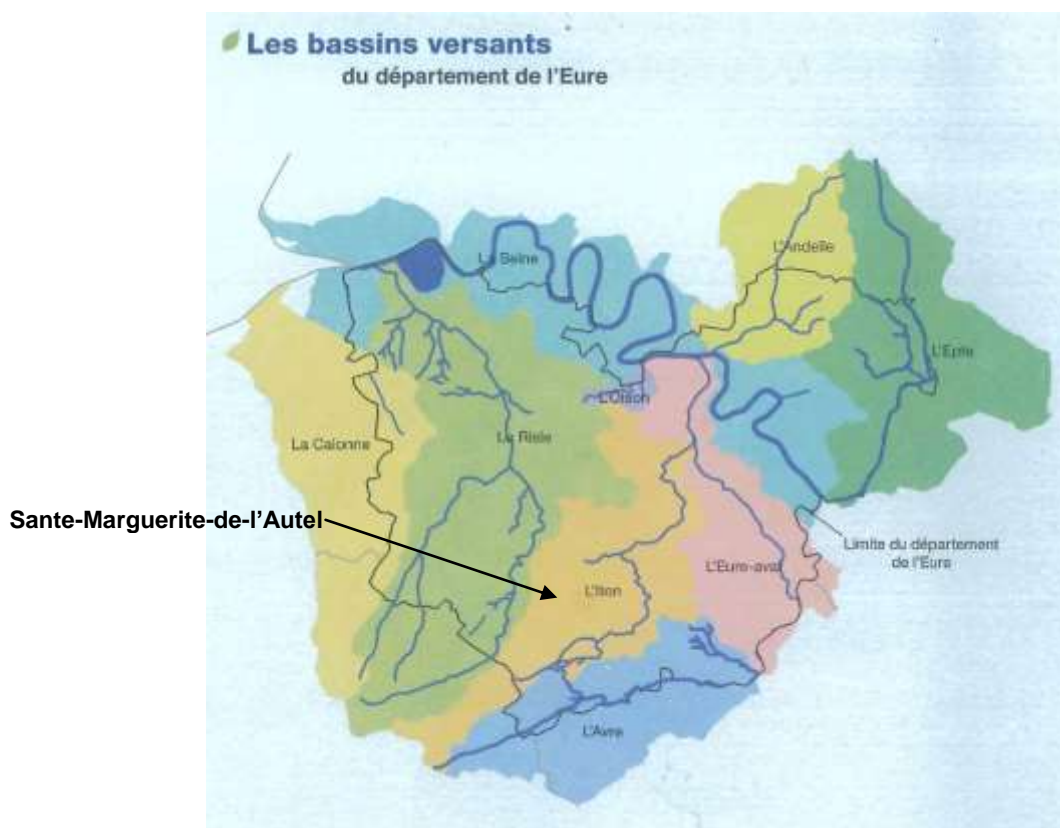 Les bassins versants
du département de l'Eure
L'Andelle
La Seine
L'Epte
L'Oison
La Calonne
La Risle
Sante-Marguerite-de-l'Autel
Limite du département
de l'Eure
L'Eure-aval
L'Iton
L'Avre